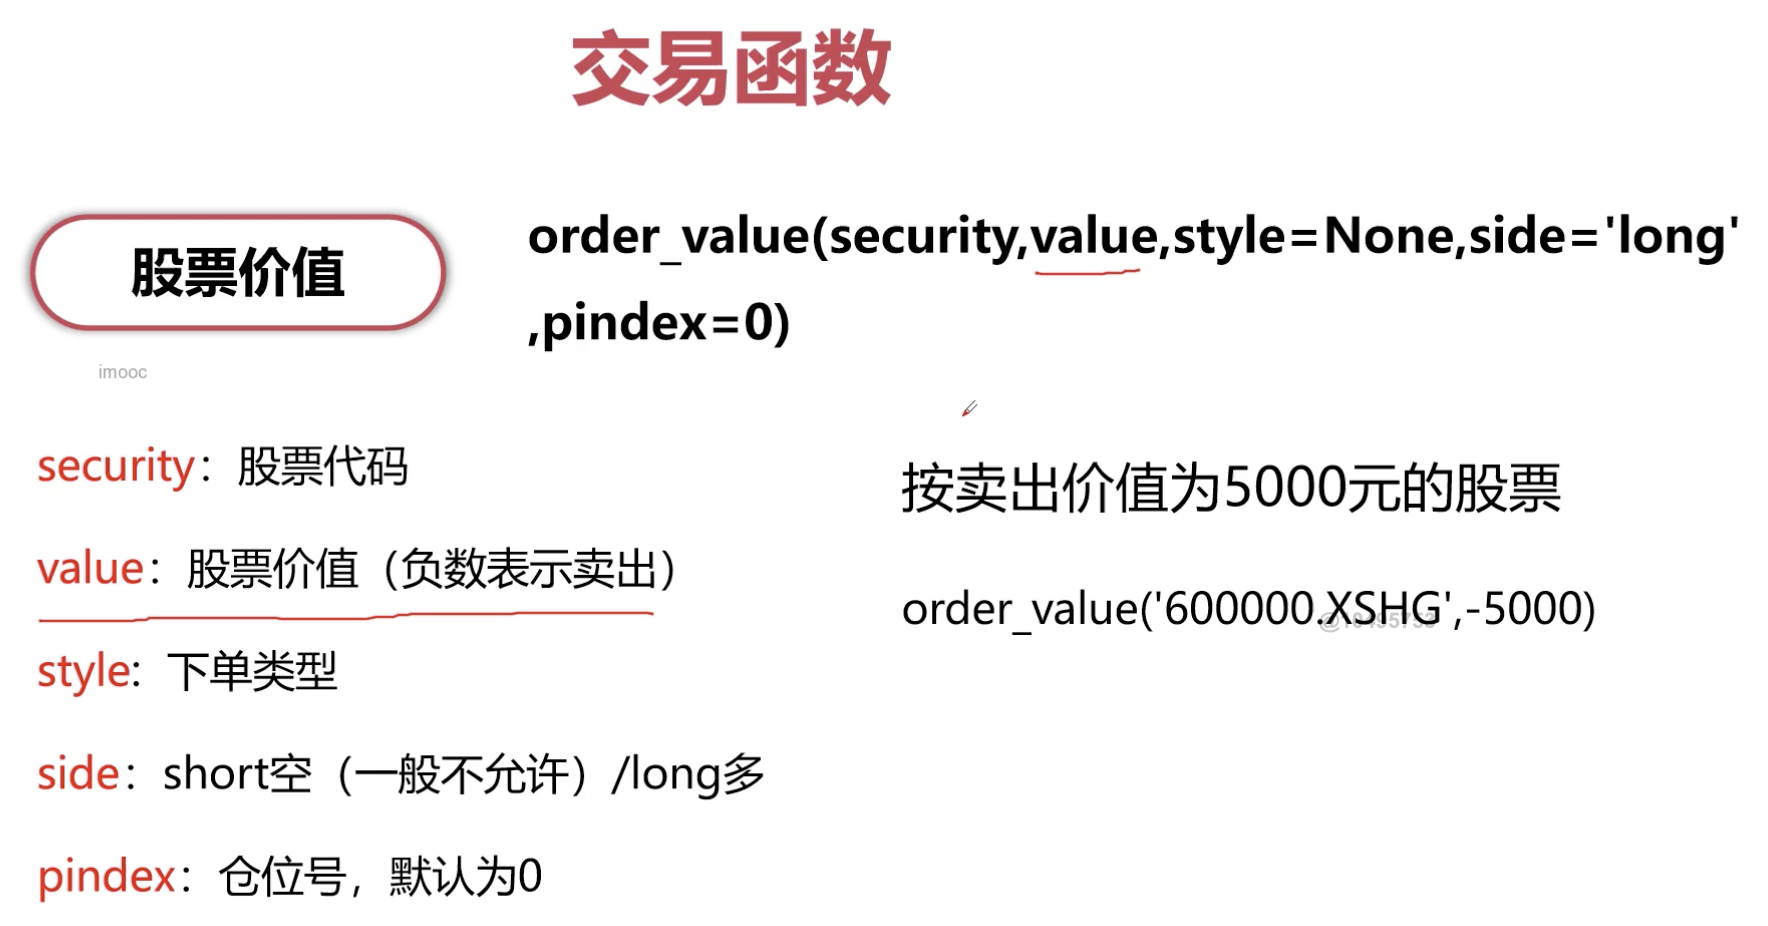 交易函数
股票价值
order_value(security,value,style=None,side='long'
,pindex=0)
imooc
security：股票代码
value：股票价值（负数表示卖出）
style：下单类型
side：short空（一般不允许）/long多
pindex：仓位号，默认为0
按卖出价值为5000元的股票
order_value('600000.XSHG',-5000)